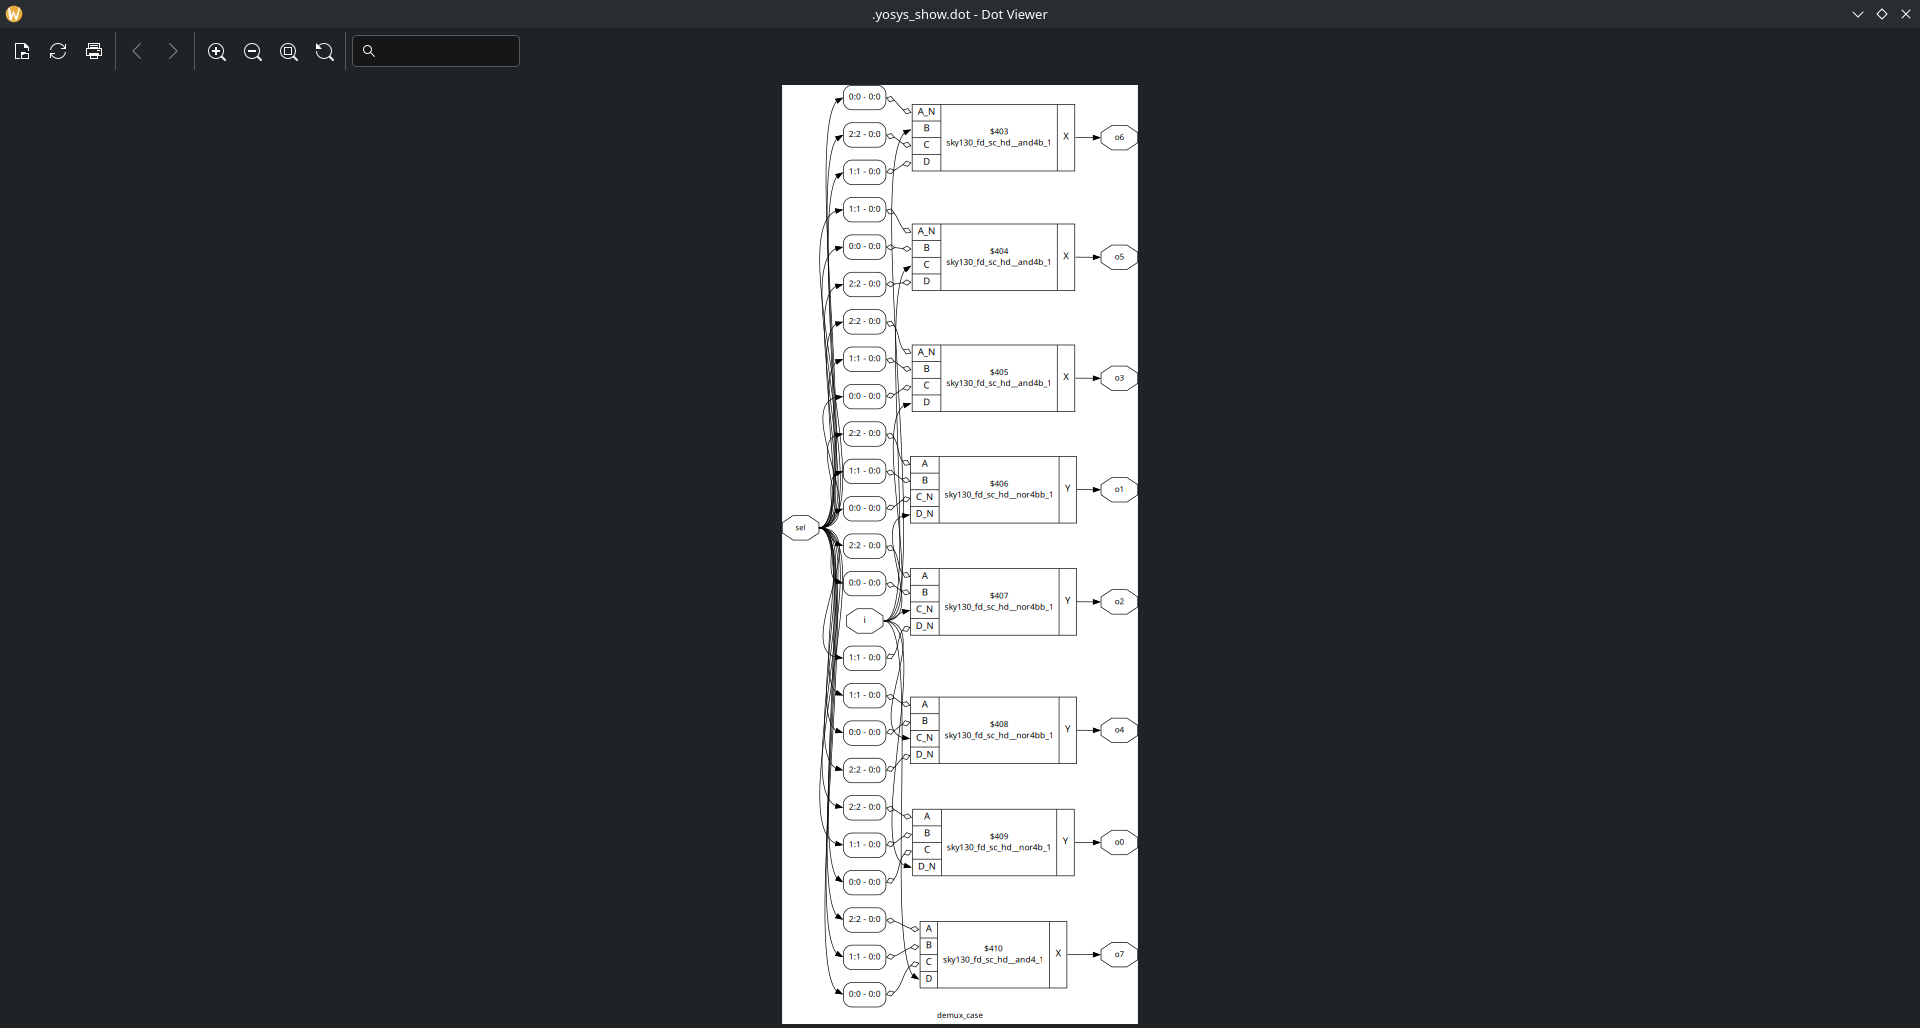 .yosys_show.dot - Dot Viewer
0:0 - 0:0
2:2 - 0:0
1:1 - 0:0
A_N
B
C
D
$403
sky130_fd_sc_hd__and4b_1
X
o6
1:1 - 0:0
0:0 - 0:0
2:2 - 0:0
A_N
B
C
D
$404
sky130_fd_sc_hd__and4b_1
X
o5
2:2 - 0:0
1:1 - 0:0
0:0 - 0:0
A_N
B
C
D
$405
sky130_fd_sc_hd__and4b_1
X
o3
2:2 - 0:0
1:1 - 0:0
0:0 - 0:0
A
B
C_N
D_N
$406
sky130_fd_sc_hd__nor4bb_1
Y
o1
sel
2:2 - 0:0
0:0 - 0:0
i
1:1 - 0:0
A
B
C_N
D_N
$407
sky130_fd_sc_hd__nor4bb_1
Y
o2
1:1 - 0:0
0:0 - 0:0
2:2 - 0:0
A
B
C_N
D_N
$408
sky130_fd_sc_hd__nor4bb_1
Y
o4
2:2 - 0:0
1:1 - 0:0
0:0 - 0:0
A
B
C
D_N
$409
sky130_fd_sc_hd__nor4b_1
Y
o0
2:2 - 0:0
1:1 - 0:0
0:0 - 0:0
A
B
C
D
$410
sky130_fd_sc_hd__and4_1
X
o7
demux_case